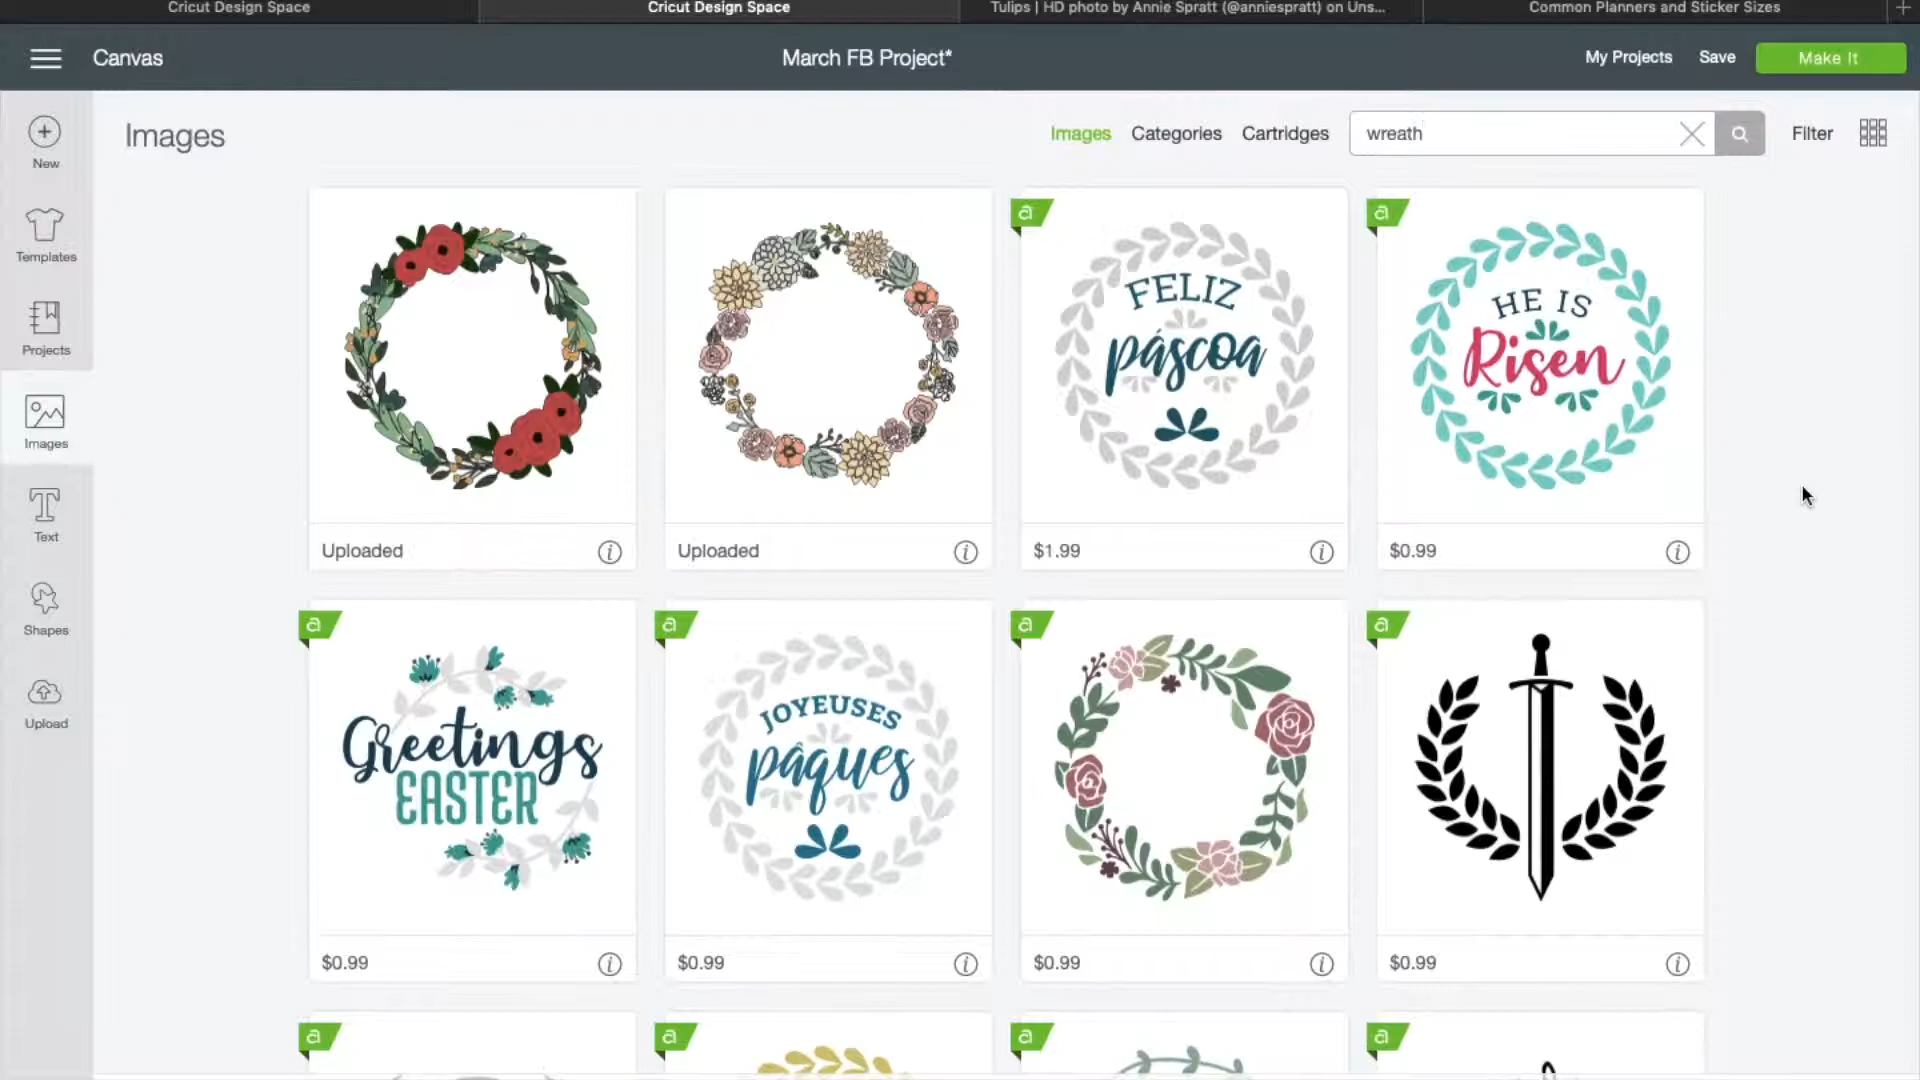 Cricut Design Space
Cricut Design Space
Tulips | HD photo by Annie Spratt (@anniespratt) on Uns...
Common Planners and Sticker Sizes
Canvas
March FB Project*
My Projects
Save
Make It
New
Templates
Projects
Images
Text
Shapes
Upload
Images
Images
Categories
Cartridges
wreath
Filter
Uploaded
Uploaded
a
FELIZ
páscoa
$1.99
a
HE IS
Risen
$0.99
a
Greetings
EASTER
$0.99
a
JOYEUSES
pâques
$0.99
a
$0.99
a
$0.99
a
a
a
a